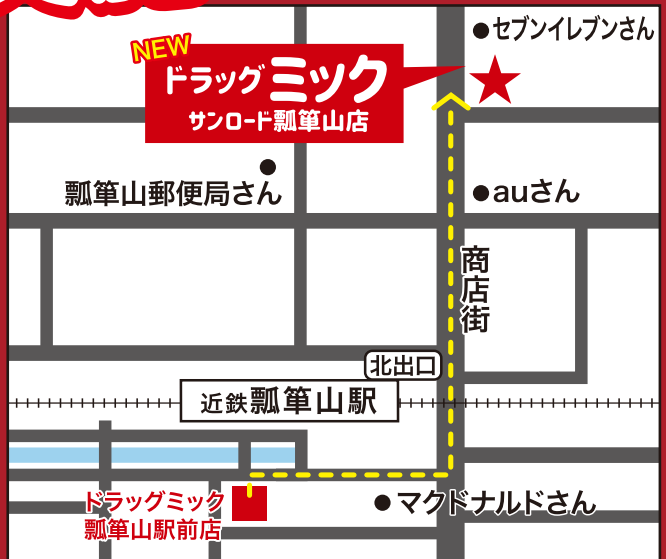 セブンイレブンさん
NEW
ドラッグミック
サンロード瓢箪山店
瓢箪山郵便局さん
auさん
商店街
北出口
近鉄瓢箪山駅
ドラッグミック
瓢箪山駅前店
マクドナルドさん